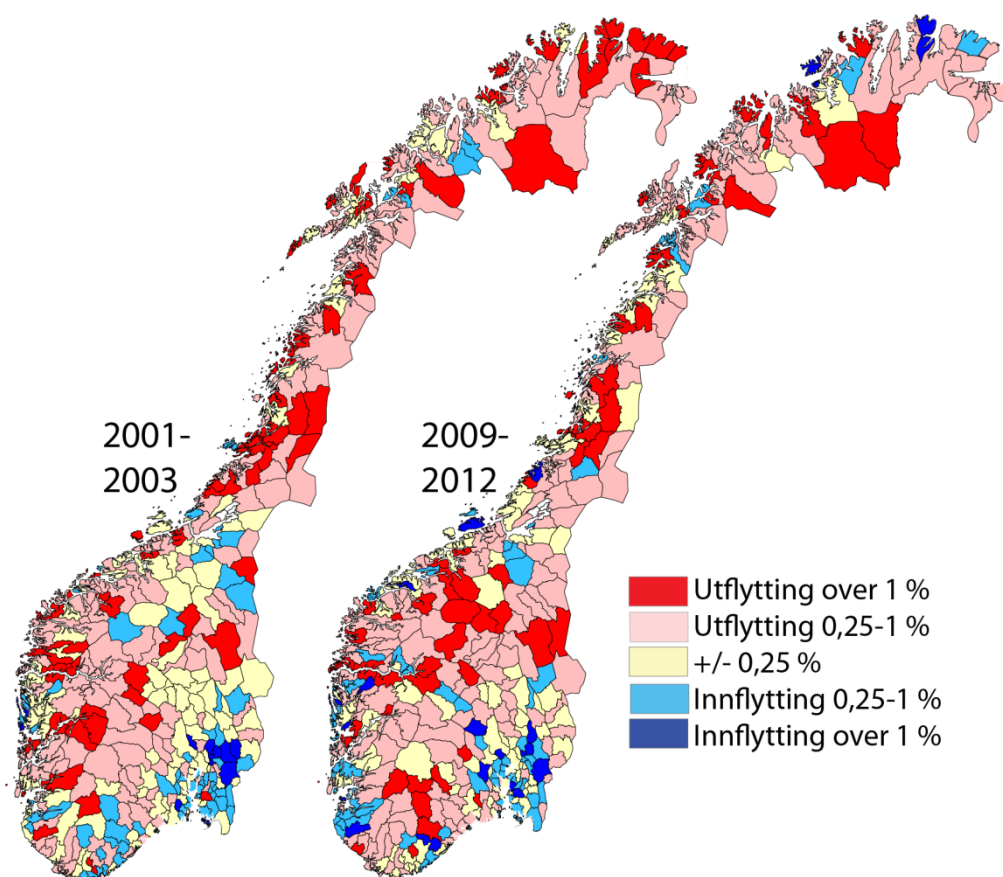 2001-
2003
2009-
2012
Utflytting over 1 %
Utflytting 0,25-1 %
+/- 0,25 %
Innflytting 0,25-1 %
Innflytting over 1 %